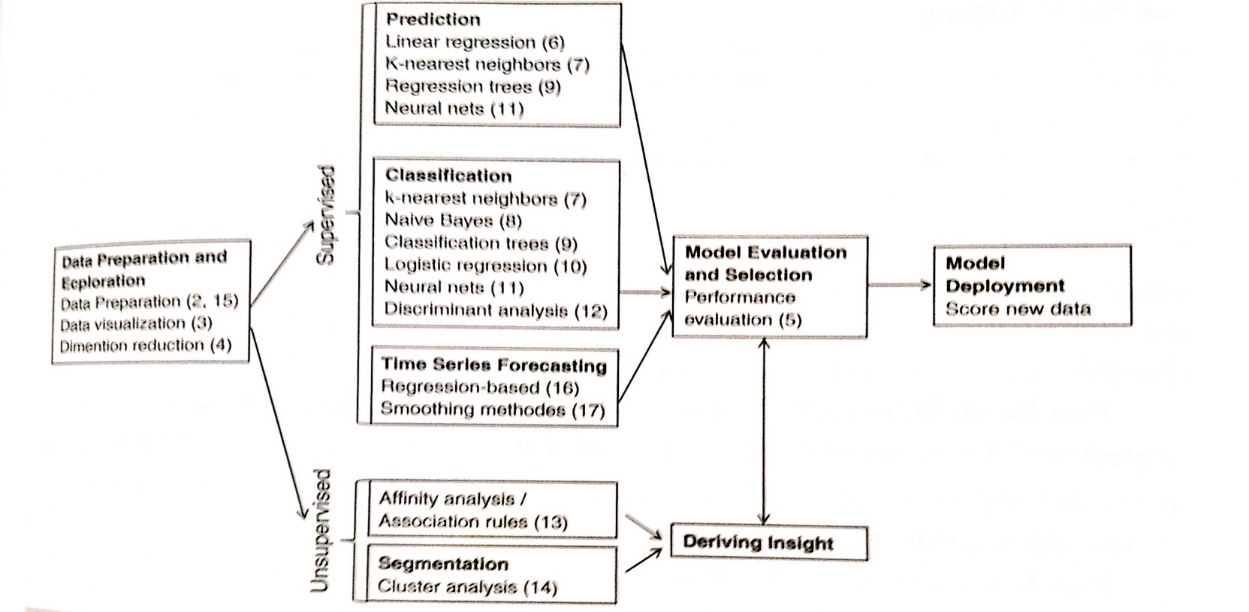 Prediction
Linear regression (6)
K-nearest neighbors (7)
Regression trees (9)
Neural nets (11)
Supervised
Classification
k-nearest neighbors (7)
Naive Bayes (8)
Classification trees (9)
Logistic regression (10)
Neural nets (11)
Discriminant analysis (12)
Time Series Forecasting
Regression-based (16)
Smoothing methodes (17)
Data Preparation and
Ecploration
Data Preparation (2, 15)
Data visualization (3)
Dimention reduction (4)
Unsupervised
Affinity analysis /
Association rules (13)
Segmentation
Cluster analysis (14)
Model Evaluation
and Selection
Performance
evaluation (5)
Deriving Insight
Model
Deployment
Score new data